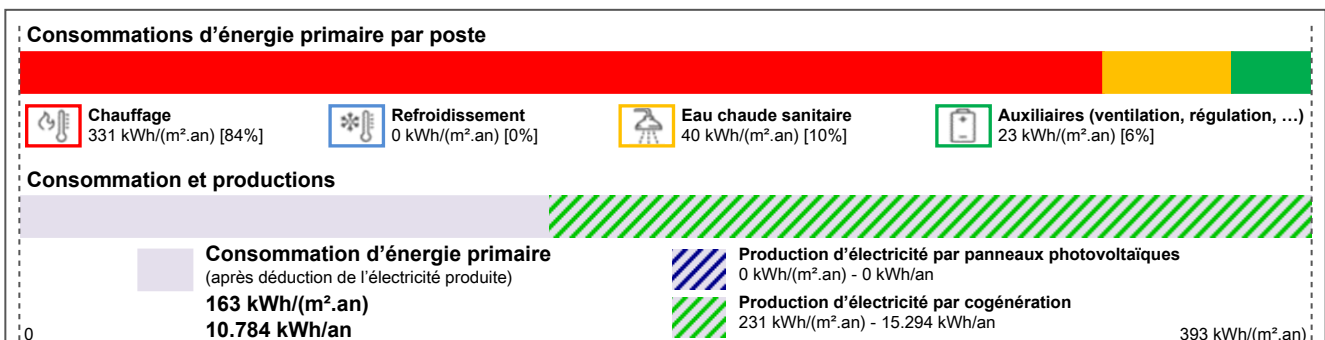 Consommations d’énergie primaire par poste
Chauffage
331 kWh/(m².an) [84%]
Refroidissement
0 kWh/(m².an) [0%]
Eau chaude sanitaire
40 kWh/(m².an) [10%]
Auxiliaires (ventilation, régulation, …)
23 kWh/(m².an) [6%]
Consommation et productions
Consommation d’énergie primaire
(après déduction de l’électricité produite)
163 kWh/(m².an)
10.784 kWh/an
Production d’électricité par panneaux photovoltaïques
0 kWh/(m².an) - 0 kWh/an
Production d’électricité par cogénération
231 kWh/(m².an) - 15.294 kWh/an
0
393 kWh/(m².an)